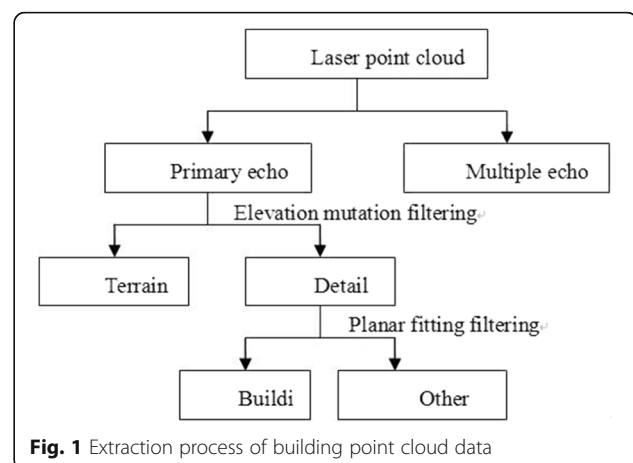 Laser point cloud
Primary echo
Multiple echo
Elevation mutation filtering↵
Terrain
Detail
Planar fitting filtering↵
Buildi
Other
Fig. 1 Extraction process of building point cloud data